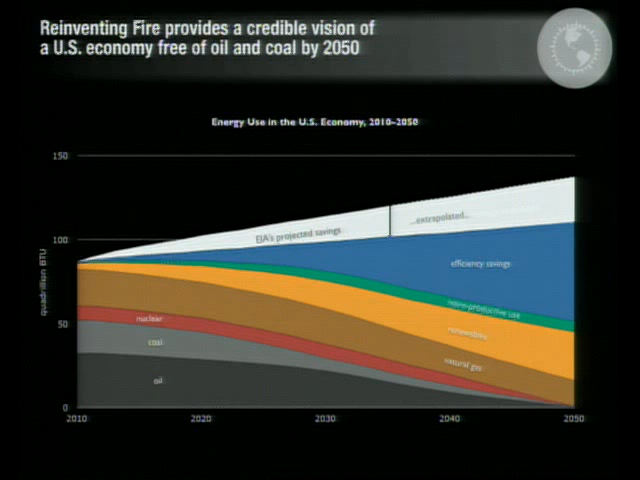 Reinventing Fire provides a credible vision of
a U.S. economy free of oil and coal by 2050
Energy Use in the U.S. Economy, 2010–2050
150
100
50
0
quadrillion BTU
EIA's projected savings
...extrapolated...
efficiency savings
non-productive use
renewables
natural gas
nuclear
coal
oil
2010
2020
2030
2040
2050